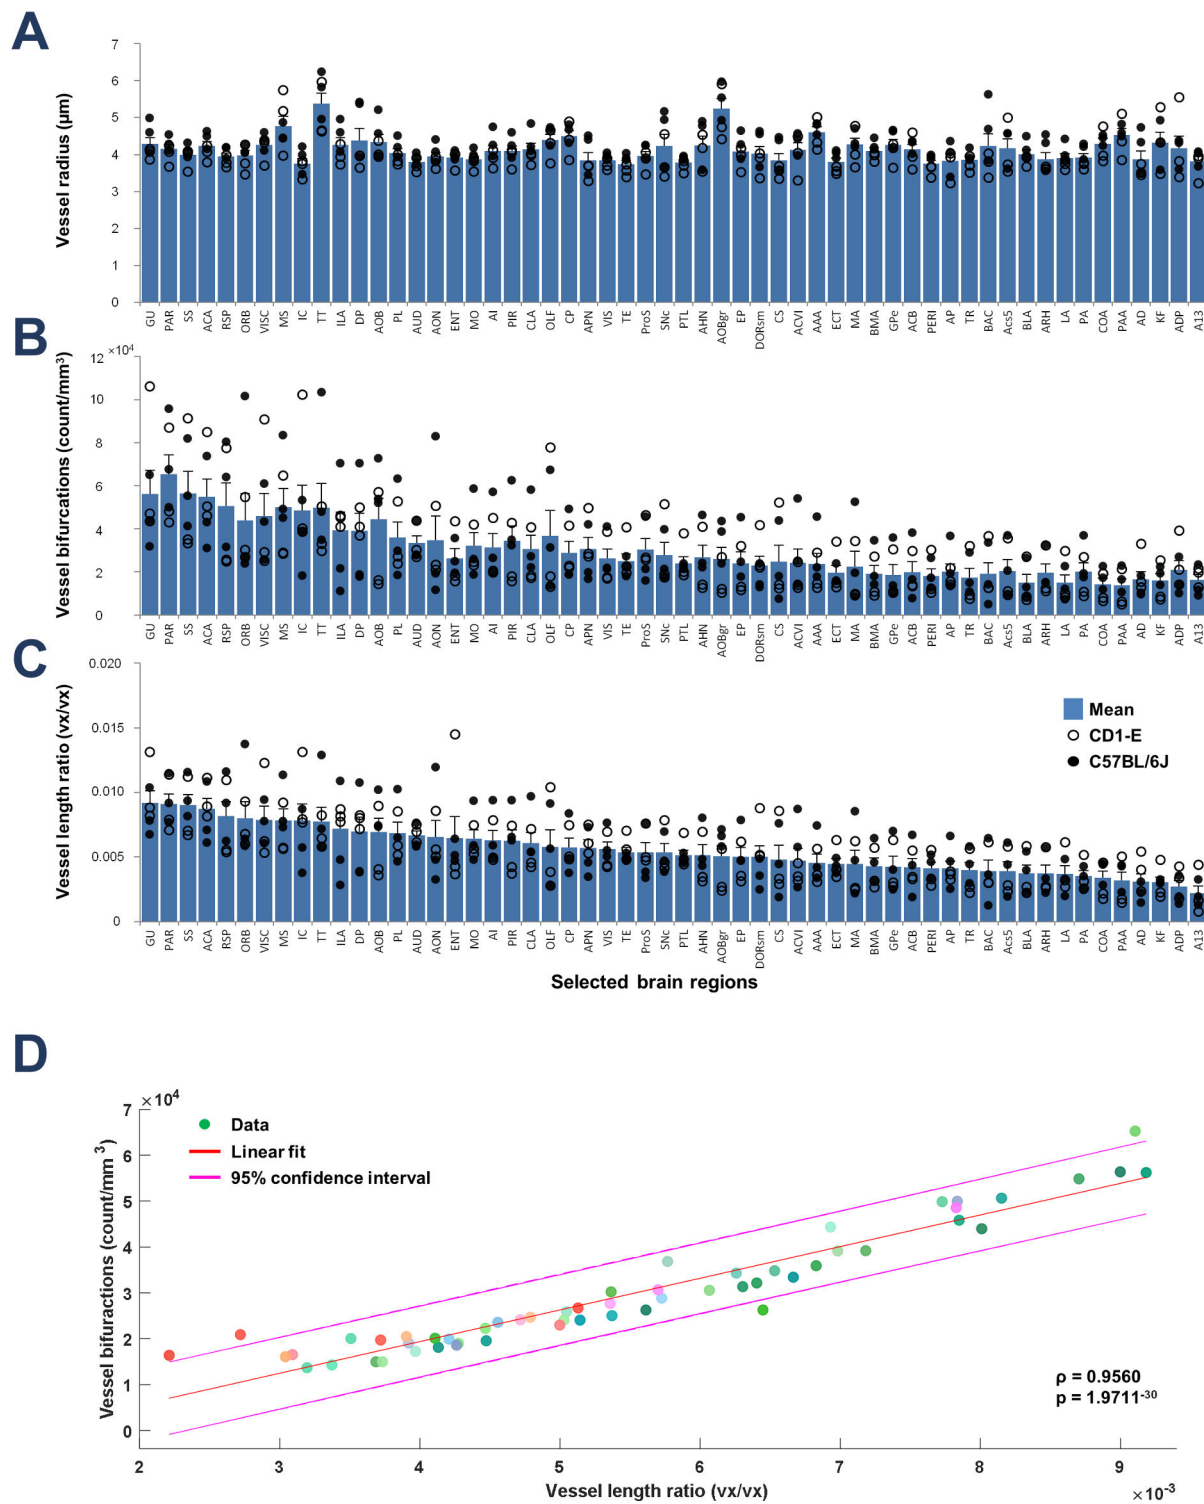 A
Vessel radius (µm)
7
6
5
4
3
2
1
0
GU PAR SS ACA RSP ORB VISC MS IC TT ILA DP AOB PL AUD AON ENT MO AI PIR CLA OLF CP APN VIS TE ProS SNc PTL AHN AOBgr EP DORsm CS ACVI AAA ECT MA BMA GPe ACB PERI AP TR BAC Acs5 BLA ARH LA PA COA PAA AD KF ADP A13
B
Vessel bifurcations (count/mm³)
12 ×10⁴
10
8
6
4
2
0
GU PAR SS ACA RSP ORB VISC MS IC TT ILA DP AOB PL AUD AON ENT MO AI PIR CLA OLF CP APN VIS TE ProS SNc PTL AHN AOBgr EP DORsm CS ACVI AAA ECT MA BMA GPe ACB PERI AP TR BAC Acs5 BLA ARH LA PA COA PAA AD KF ADP A13
C
Vessel length ratio (vx/vx)
0.020
0.015
0.010
0.005
0
Mean
CD1-E
C57BL/6J
GU PAR SS ACA RSP ORB VISC MS IC TT ILA DP AOB PL AUD AON ENT MO AI PIR CLA OLF CP APN VIS TE ProS SNc PTL AHN AOBgr EP DORsm CS ACVI AAA ECT MA BMA GPe ACB PERI AP TR BAC Acs5 BLA ARH LA PA COA PAA AD KF ADP A13
Selected brain regions
D
×10⁴
Vessel bifuractions (count/mm³)
7
6
5
4
3
2
1
0
Data
Linear fit
95% confidence interval
ρ = 0.9560
p = 1.9711⁻³⁰
2 3 4 5 6 7 8 9
Vessel length ratio (vx/vx)
×10⁻³